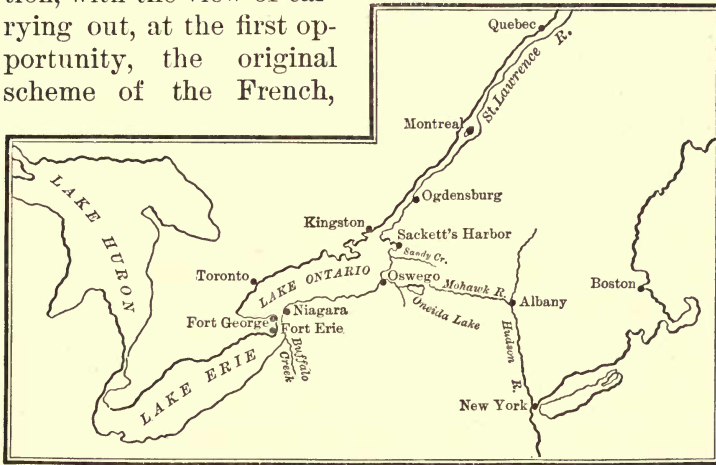 tion, with the view of car-
rying out, at the first op-
portunity, the original
scheme of the French,
Quebec
St. Lawrence R.
Montreal
LAKE HURON
Ogdensburg
Kingston
Sackett's Harbor
Sandy Cr.
Toronto
LAKE ONTARIO
Oswego
Mohawk R.
Boston
Oneida Lake
Albany
Niagara
Fort George
Fort Erie
Hudson R.
LAKE ERIE
Buffalo Creek
New York